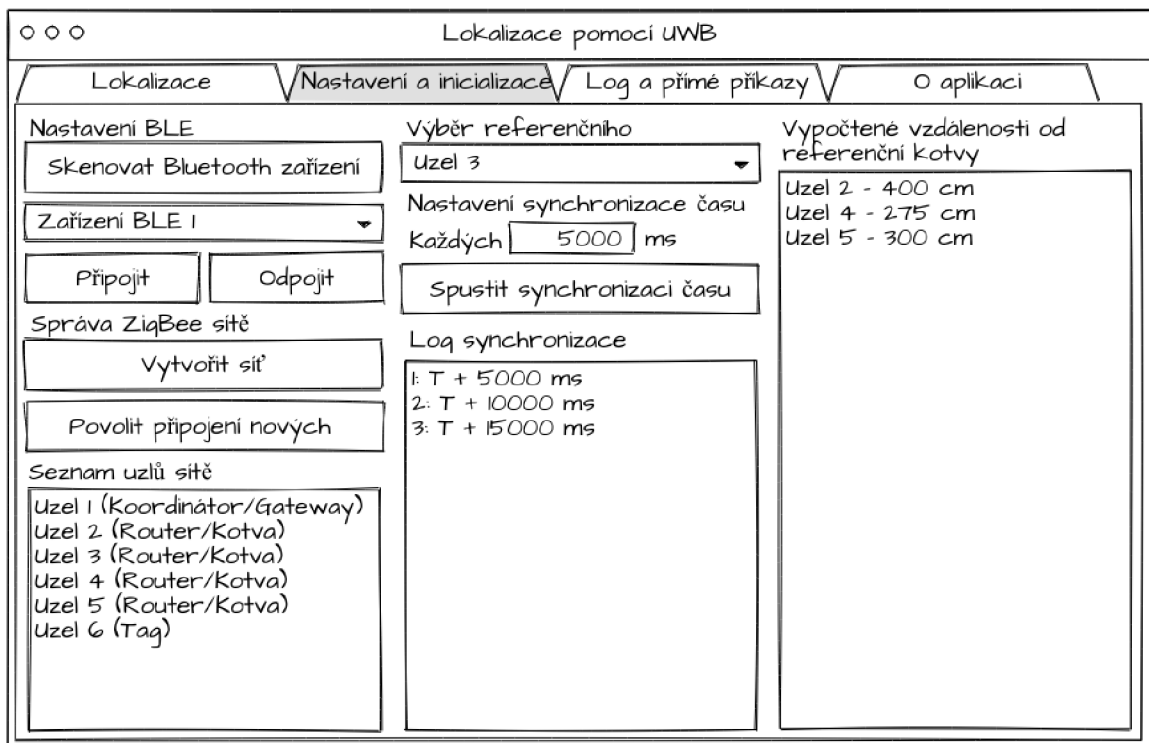 Lokalizace pomocí UWB
Lokalizace
Nastavení a inicializace
Log a přímé příkazy
O aplikaci
Nastavení BLE
Skenovat Bluetooth zařízení
Zařízení BLE 1
Připojit
Odpojit
Správa ZigBee sítě
Vytvořit síť
Povolit připojení nových
Seznam uzlů sítě
Uzel 1 (Koordinátor/Gateway)
Uzel 2 (Router/Kotva)
Uzel 3 (Router/Kotva)
Uzel 4 (Router/Kotva)
Uzel 5 (Router/Kotva)
Uzel 6 (Tag)
Výběr referenčního
Uzel 3
Nastavení synchronizace času
Každých 5000 ms
Spustit synchronizaci času
Log synchronizace
1: T + 5000 ms
2: T + 10000 ms
3: T + 15000 ms
Vypočtené vzdálenosti od
referenční kotvy
Uzel 2 - 400 cm
Uzel 4 - 275 cm
Uzel 5 - 300 cm